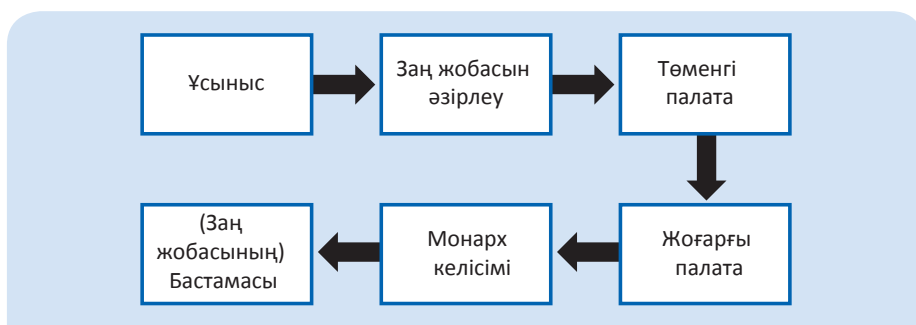 Ұсыныс
Заң жобасын
әзірлеу
Төменгі
палата
Жоғарғы
палата
Монарх
келісімі
(Заң
жобасының)
Бастамасы